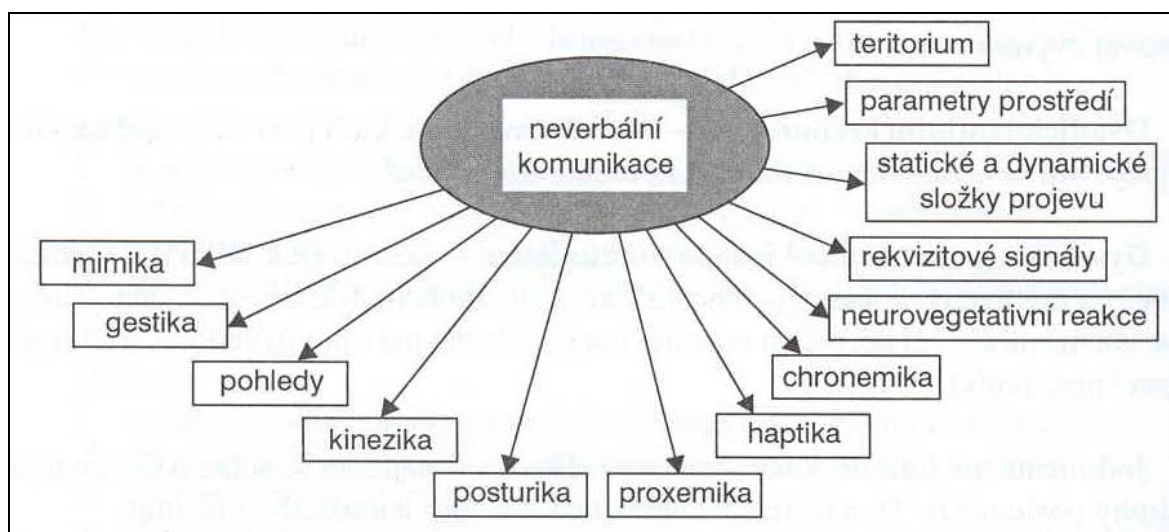 neverbální
komunikace
teritorium
parametry prostředí
statické a dynamické
složky projevu
rekvizitové signály
neurovegetativní reakce
chronemika
haptika
proxemika
posturika
kinezika
pohledy
gestika
mimika